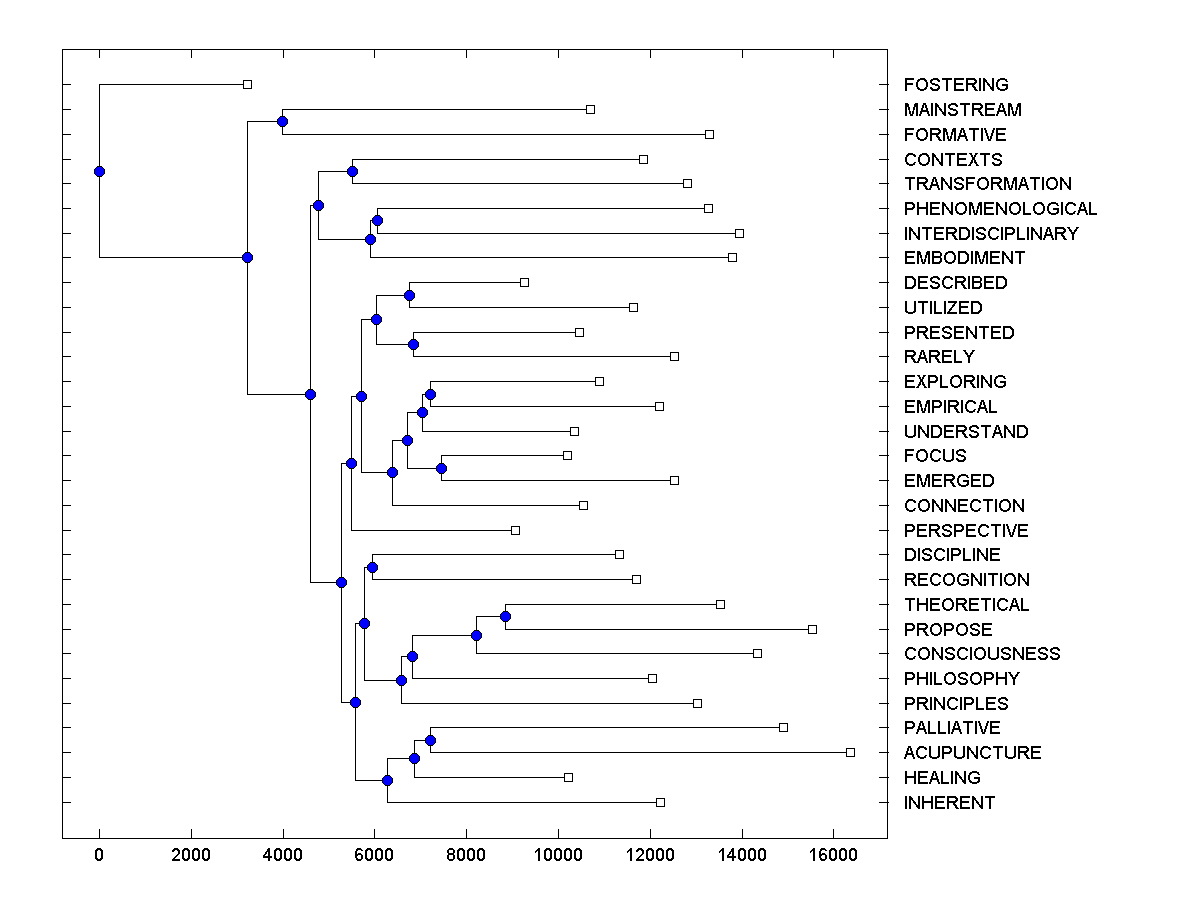 FOSTERING
MAINSTREAM
FORMATIVE
CONTEXTS
TRANSFORMATION
PHENOMENOLOGICAL
INTERDISCIPLINARY
EMBODIMENT
DESCRIBED
UTILIZED
PRESENTED
RARELY
EXPLORING
EMPIRICAL
UNDERSTAND
FOCUS
EMERGED
CONNECTION
PERSPECTIVE
DISCIPLINE
RECOGNITION
THEORETICAL
PROPOSE
CONSCIOUSNESS
PHILOSOPHY
PRINCIPLES
PALLIATIVE
ACUPUNCTURE
HEALING
INHERENT
0 2000 4000 6000 8000 10000 12000 14000 16000